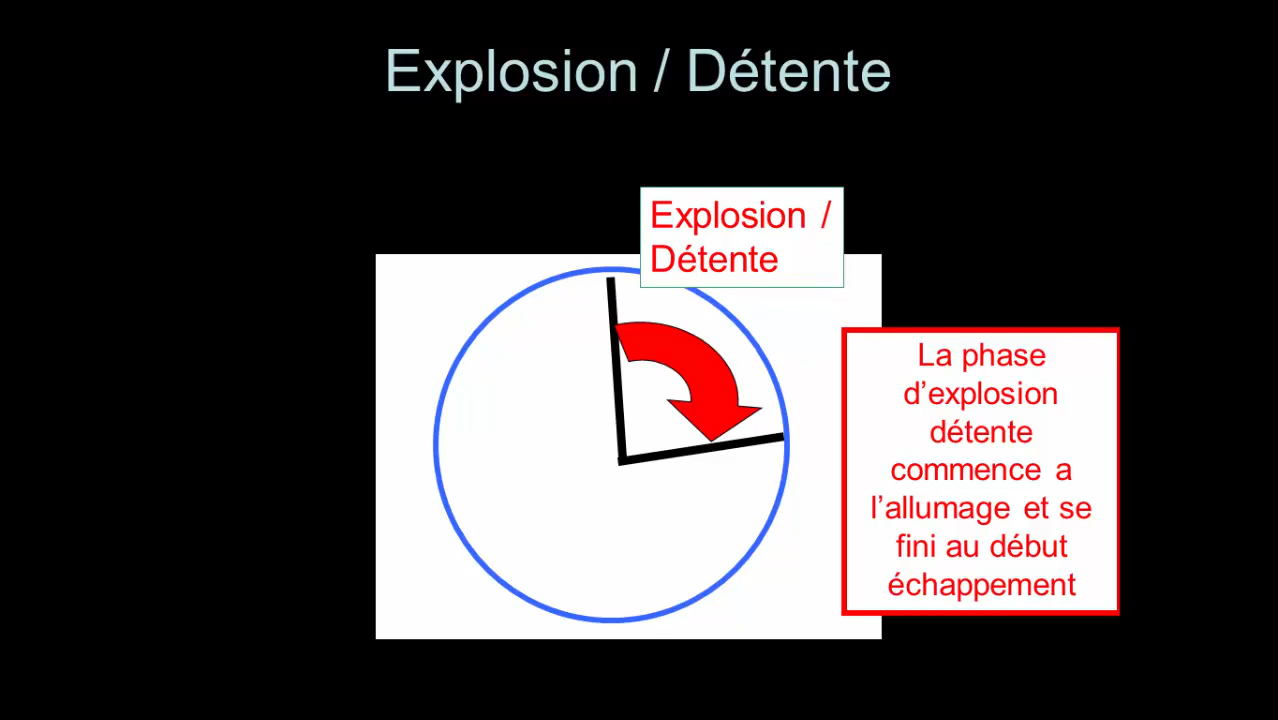 Explosion / Détente
Explosion /
Détente
La phase
d’explosion
détente
commence a
l’allumage et se
fini au début
échappement